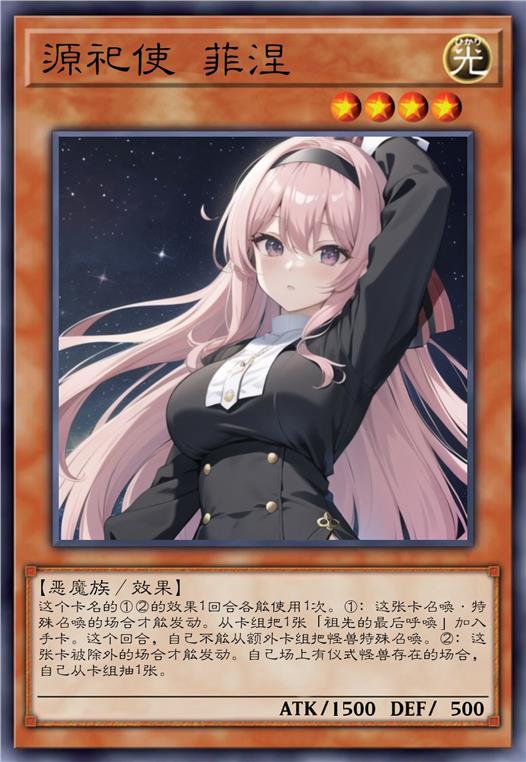 源祀使 菲涅
ひかり
光
【恶魔族／效果】
这个卡名的①②的效果1回合各能使用1次。①：这张卡召唤·特
殊召唤的场合才能发动。从卡组把1张「祖先的最后呼唤」加入
手卡。这个回合，自己不能从额外卡组把怪兽特殊召唤。②：这
张卡被除外的场合才能发动。自己场上有仪式怪兽存在的场合，
自己从卡组抽1张。
ATK/1500 DEF/ 500